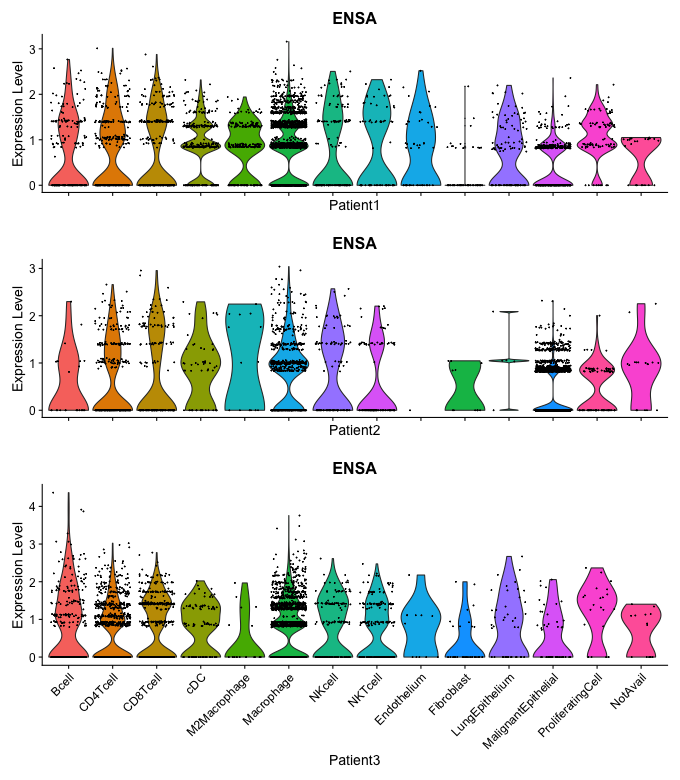 ENSA
Expression Level
3
2
1
0
Patient1
ENSA
Expression Level
3
2
1
0
Patient2
ENSA
Expression Level
4
3
2
1
0
Bcell
CD4Tcell
CD8Tcell
cDC
M2Macrophage
Macrophage
NKcell
NKTcell
Endothelium
Fibroblast
LungEpithelium
MalignantEpithelial
ProliferatingCell
NotAvail
Patient3